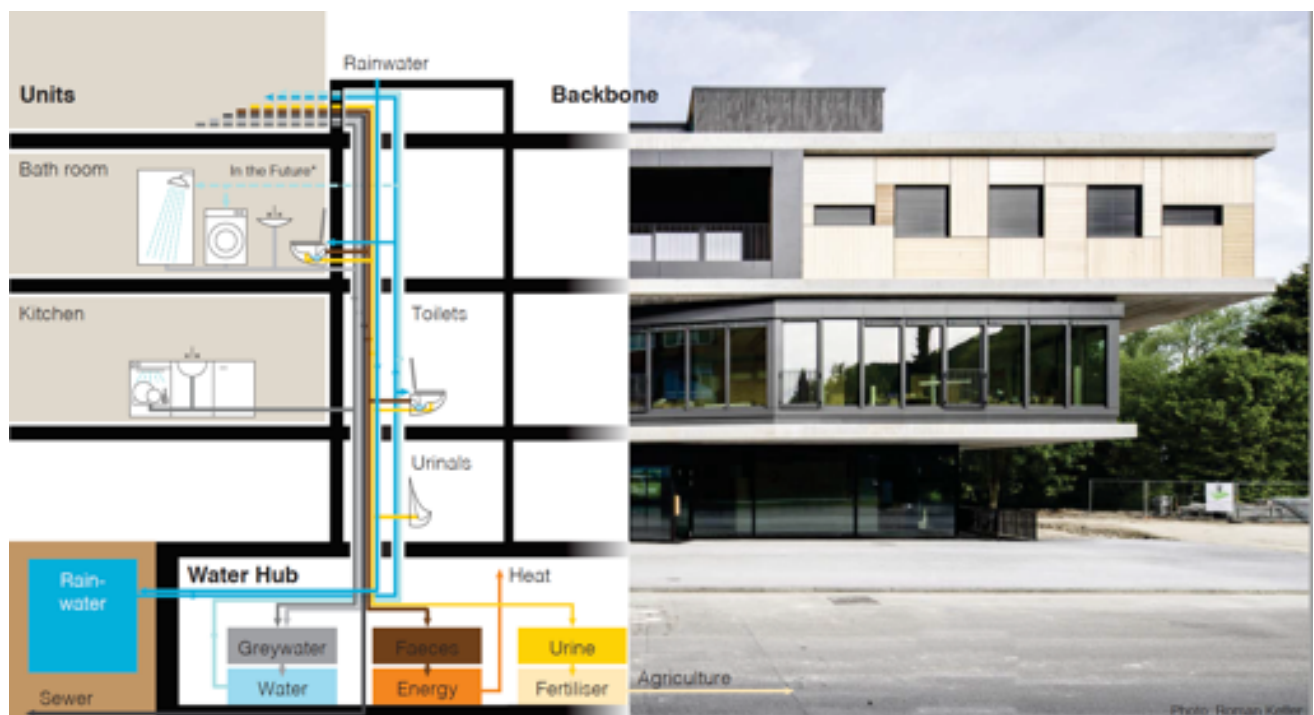 Rainwater
Units
Backbone
Bath room
In the Future*
Kitchen
Toilets
Urinals
Rain-
water
Water Hub
Heat
Greywater
Faeces
Urine
Water
Energy
Fertiliser
Agriculture
Sewer
Photo: Roman Keller